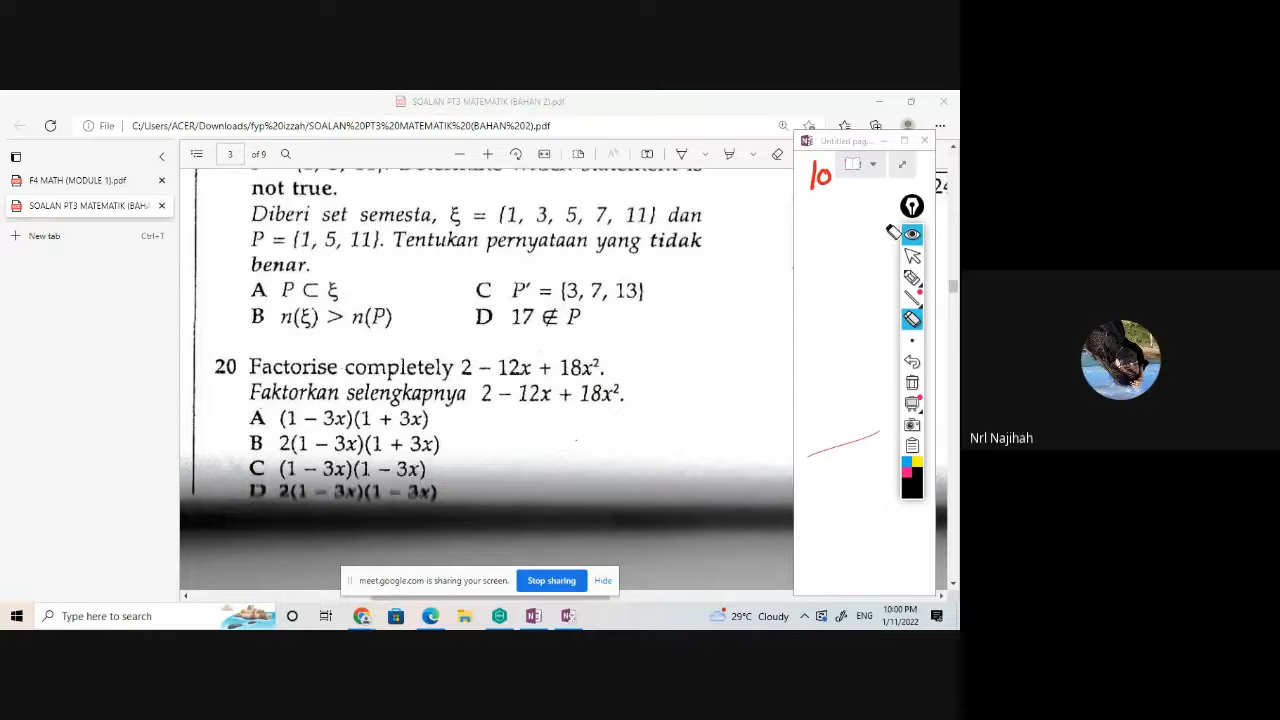 SOALAN PT3 MATEMATIK (BAHAN 2).pdf
File C:/Users/ACER/Downloads/fyp%20izzah/SOALAN%20PT3%20MATEMATIK%20(BAHAN%202).pdf
Untitled pag...
3 of 9
F4 MATH (MODULE 1).pdf
SOALAN PT3 MATEMATIK (BAHA
New tab Ctrl+T
10
not true.
Diberi set semesta, ξ = {1, 3, 5, 7, 11} dan
P = {1, 5, 11}. Tentukan pernyataan yang tidak
benar.
A P ⊂ ξ C P′ = {3, 7, 13}
B n(ξ) > n(P) D 17 ∉ P
20 Factorise completely 2 − 12x + 18x².
Faktorkan selengkapnya 2 − 12x + 18x².
A (1 − 3x)(1 + 3x)
B 2(1 − 3x)(1 + 3x)
C (1 − 3x)(1 − 3x)
D 2(1 − 3x)(1 − 3x)
Nrl Najihah
meet.google.com is sharing your screen. Stop sharing Hide
Type here to search
29°C Cloudy
ENG
10:00 PM
1/11/2022